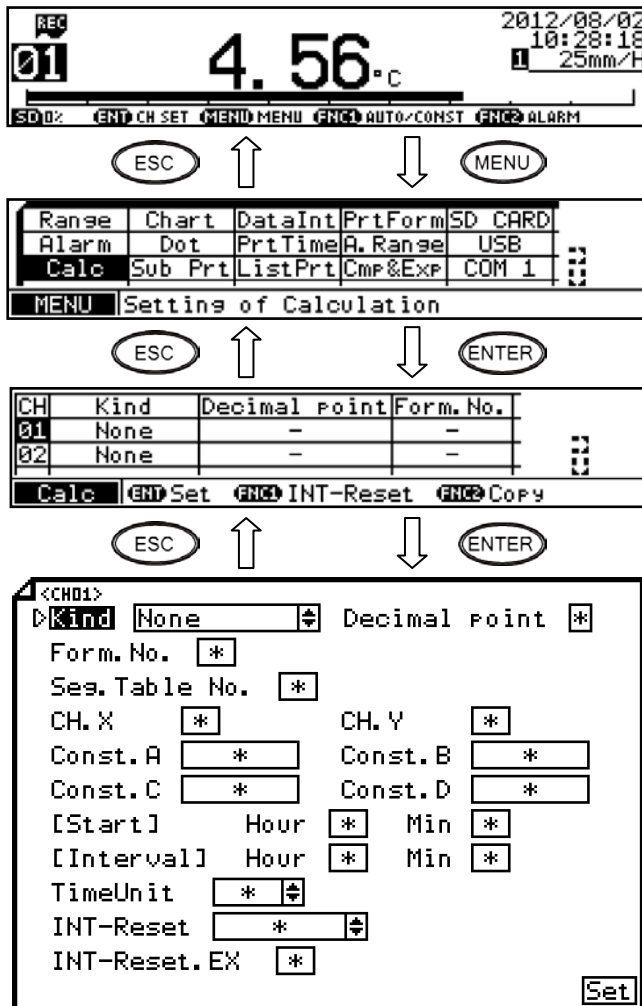 REC 2012/08/02
01 4.56°C 10:28:18
1 25mm/H
SD 0% ENT CH SET MENU MENU FNC1 AUTO/CONST FNC2 ALARM
ESC MENU
Range Chart DataInt PrtForm SD CARD
Alarm Dot PrtTime A.Range USB
Calc Sub Prt ListPrt Cmp&Exp COM 1
MENU Setting of Calculation
ESC ENTER
CH Kind Decimal point Form.No.
01 None - -
02 None - -
Calc ENT Set FNC1 INT-Reset FNC2 Copy
ESC ENTER
<CH01>
Kind None Decimal point *
Form.No. *
Seg.Table No. *
CH.X * CH.Y *
Const.A * Const.B *
Const.C * Const.D *
[Start] Hour * Min *
[Interval] Hour * Min *
TimeUnit *
INT-Reset *
INT-Reset.EX *
Set